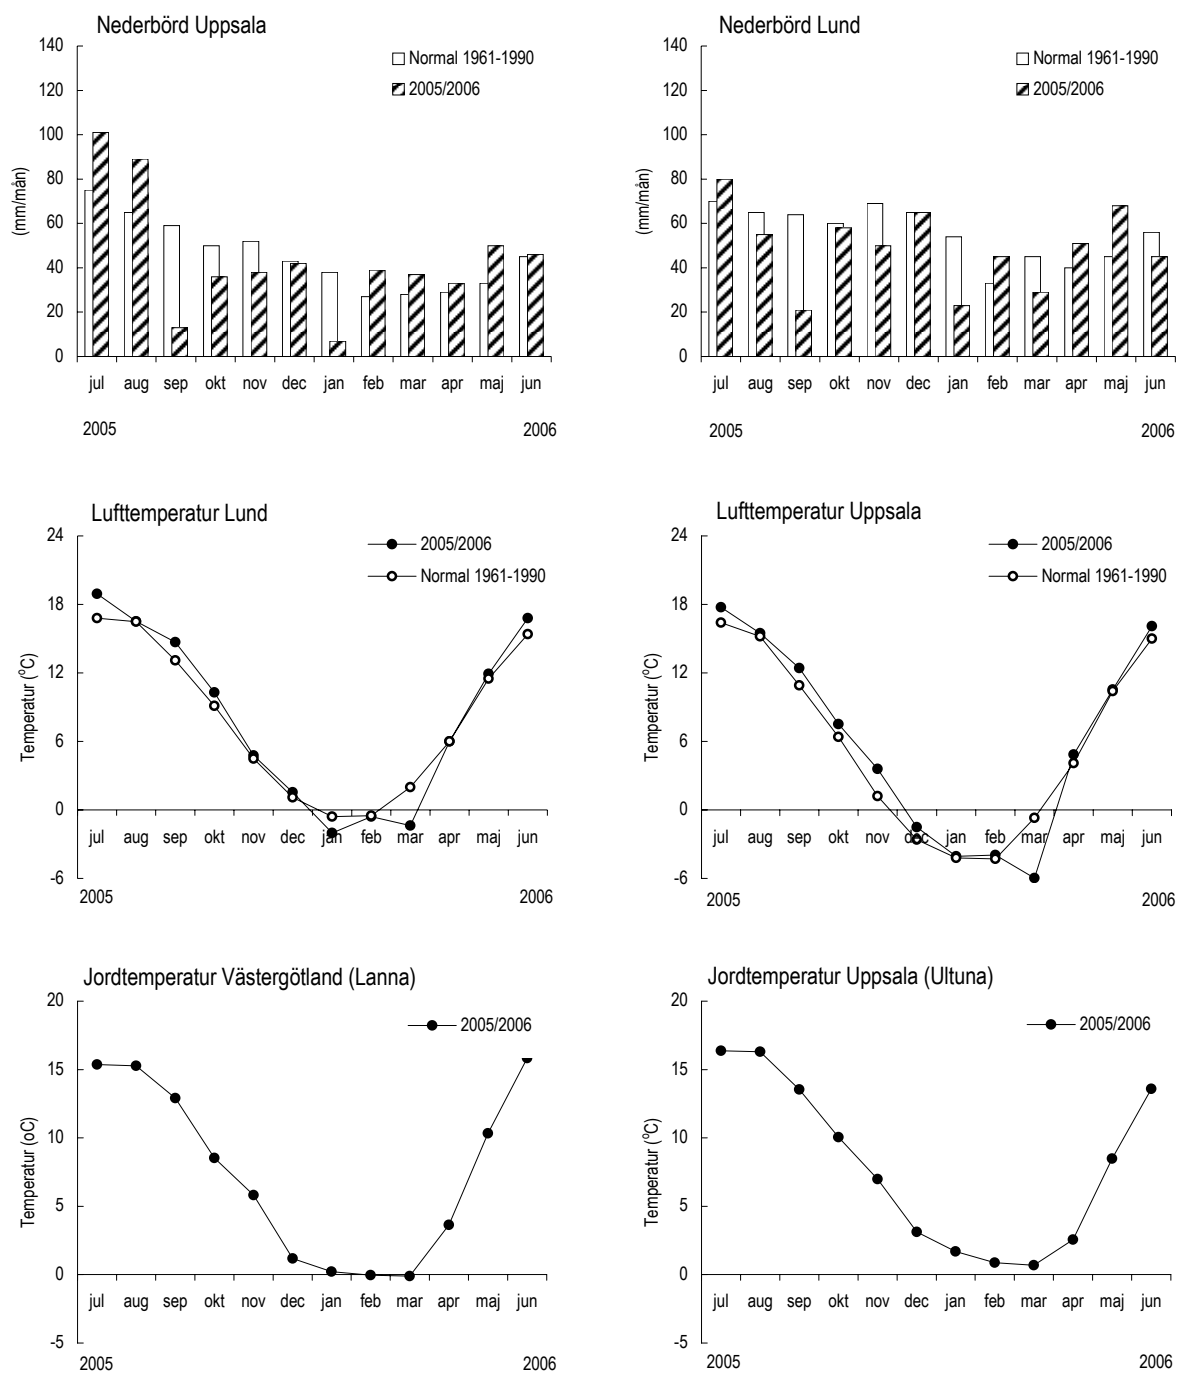 Nederbörd Uppsala
140
120
100
80
60
40
20
0
(mm/mån)
Normal 1961-1990
2005/2006
jul aug sep okt nov dec jan feb mar apr maj jun
2005 2006
Nederbörd Lund
140
120
100
80
60
40
20
0
(mm/mån)
Normal 1961-1990
2005/2006
jul aug sep okt nov dec jan feb mar apr maj jun
2005 2006
Lufttemperatur Lund
24
18
12
6
0
-6
Temperatur (°C)
2005/2006
Normal 1961-1990
jul aug sep okt nov dec jan feb mar apr maj jun
2005 2006
Lufttemperatur Uppsala
24
18
12
6
0
-6
Temperatur (°C)
2005/2006
Normal 1961-1990
jul aug sep okt nov dec jan feb mar apr maj jun
2005 2006
Jordtemperatur Västergötland (Lanna)
20
15
10
5
0
-5
Temperatur (oC)
2005/2006
jul aug sep okt nov dec jan feb mar apr maj jun
2005 2006
Jordtemperatur Uppsala (Ultuna)
20
15
10
5
0
-5
Temperatur (°C)
2005/2006
jul aug sep okt nov dec jan feb mar apr maj jun
2005 2006